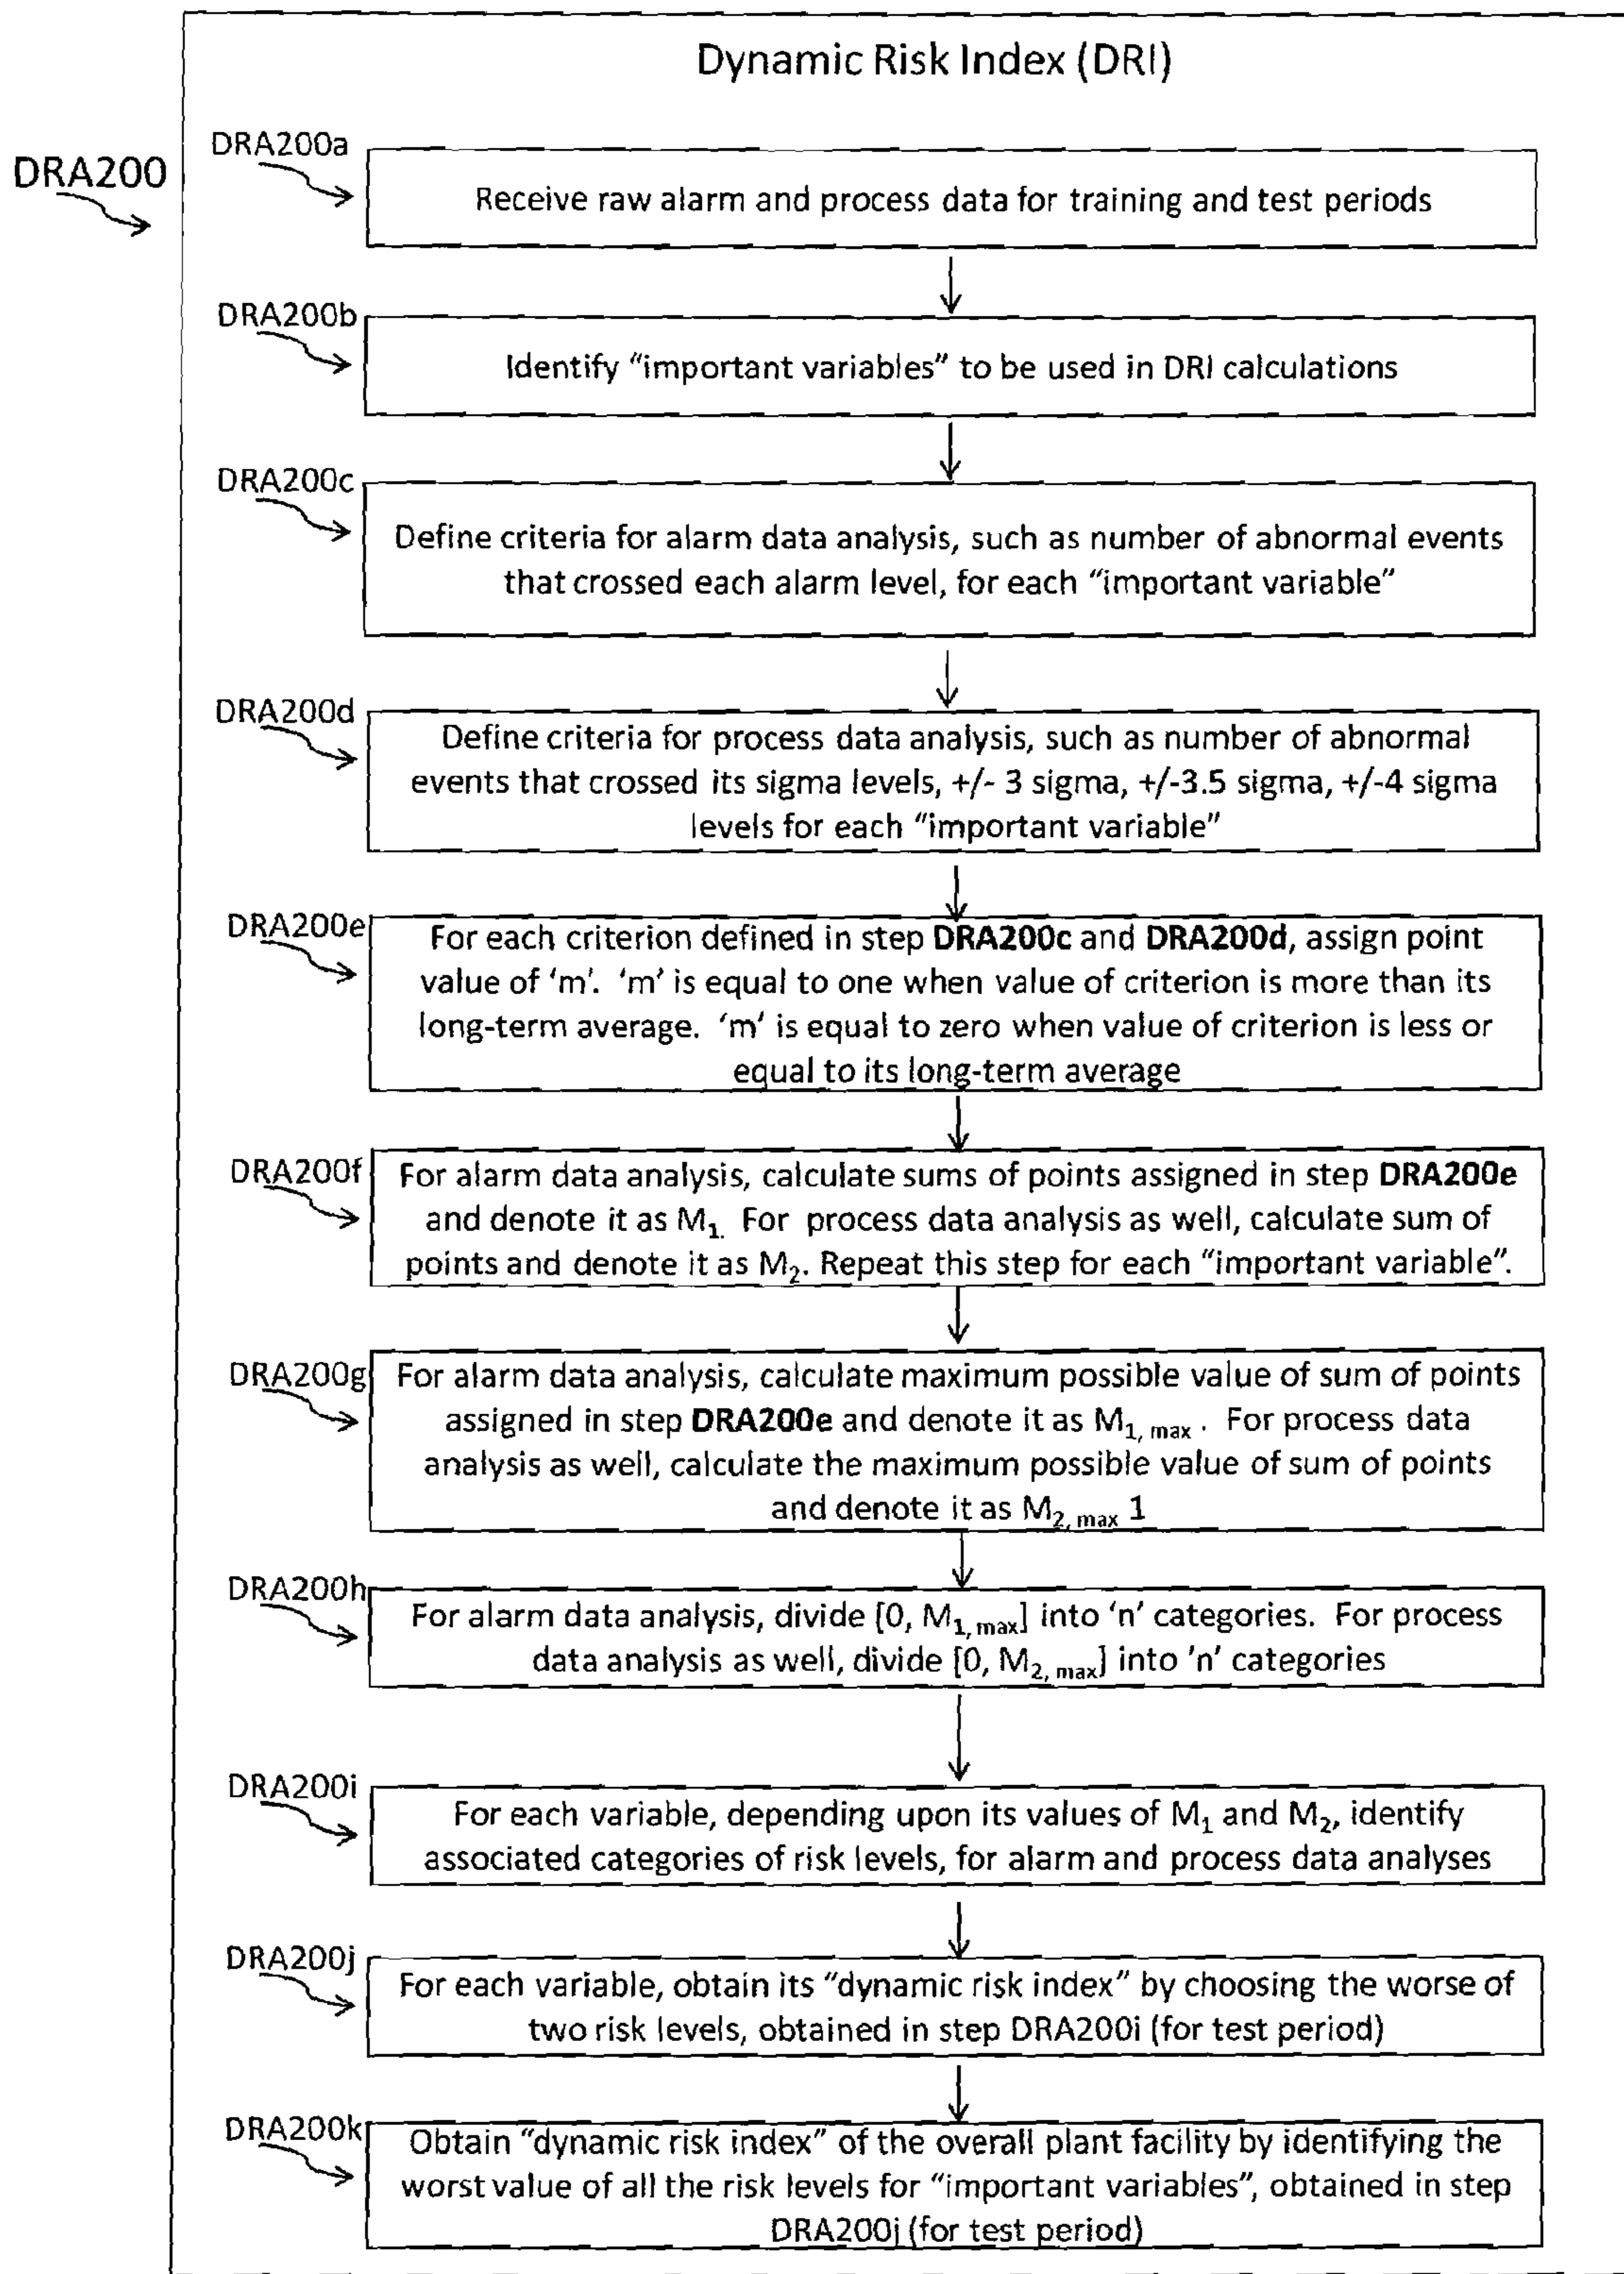 Dynamic Risk Index (DRI)
DRA200
DRA200a
Receive raw alarm and process data for training and test periods
DRA200b
Identify “important variables” to be used in DRI calculations
DRA200c
Define criteria for alarm data analysis, such as number of abnormal events
that crossed each alarm level, for each “important variable”
DRA200d
Define criteria for process data analysis, such as number of abnormal
events that crossed its sigma levels, +/- 3 sigma, +/-3.5 sigma, +/-4 sigma
levels for each “important variable”
DRA200e
For each criterion defined in step DRA200c and DRA200d, assign point
value of ‘m’. ‘m’ is equal to one when value of criterion is more than its
long-term average. ‘m’ is equal to zero when value of criterion is less or
equal to its long-term average
DRA200f
For alarm data analysis, calculate sums of points assigned in step DRA200e
and denote it as M1. For process data analysis as well, calculate sum of
points and denote it as M2. Repeat this step for each “important variable”.
DRA200g
For alarm data analysis, calculate maximum possible value of sum of points
assigned in step DRA200e and denote it as M1, max . For process data
analysis as well, calculate the maximum possible value of sum of points
and denote it as M2, max 1
DRA200h
For alarm data analysis, divide [0, M1, max] into ‘n’ categories. For process
data analysis as well, divide [0, M2, max] into ‘n’ categories
DRA200i
For each variable, depending upon its values of M1 and M2, identify
associated categories of risk levels, for alarm and process data analyses
DRA200j
For each variable, obtain its “dynamic risk index” by choosing the worse of
two risk levels, obtained in step DRA200i (for test period)
DRA200k
Obtain “dynamic risk index” of the overall plant facility by identifying the
worst value of all the risk levels for “important variables”, obtained in step
DRA200j (for test period)